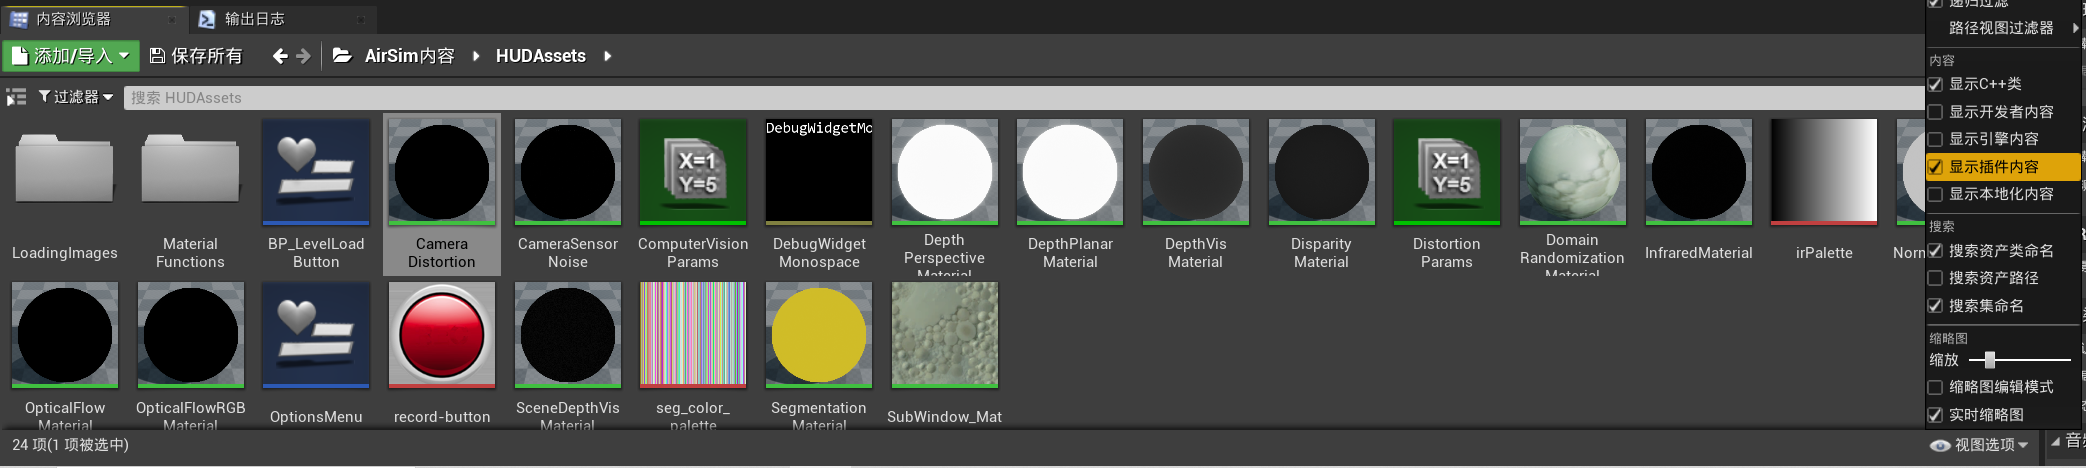 内容浏览器
输出日志
添加/导入
保存所有
AirSim内容
HUDAssets
过滤器
搜索 HUDAssets
LoadingImages
Material
Functions
BP_LevelLoad
Button
Camera
Distortion
CameraSensor
Noise
ComputerVision
Params
DebugWidgetMo
DebugWidget
Monospace
Depth
Perspective
Material
DepthPlanar
Material
DepthVis
Material
Disparity
Material
X=1
Y=5
Distortion
Params
X=1
Y=5
Domain
Randomization
Material
InfraredMaterial
irPalette
Norn
OpticalFlow
Material
OpticalFlowRGB
Material
OptionsMenu
record-button
SceneDepthVis
Material
seg_color_
palette
Segmentation
Material
SubWindow_Mat
24 项(1 项被选中)
递归过滤
路径视图过滤器
内容
显示C++类
显示开发者内容
显示引擎内容
显示插件内容
显示本地化内容
搜索
搜索资产类命名
搜索资产路径
搜索集命名
缩略图
缩放
缩略图编辑模式
实时缩略图
视图选项